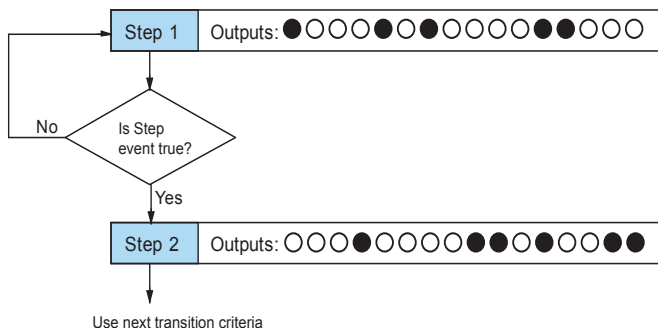 Step 1 Outputs:
No
Is Step
event true?
Yes
Step 2 Outputs:
Use next transition criteria